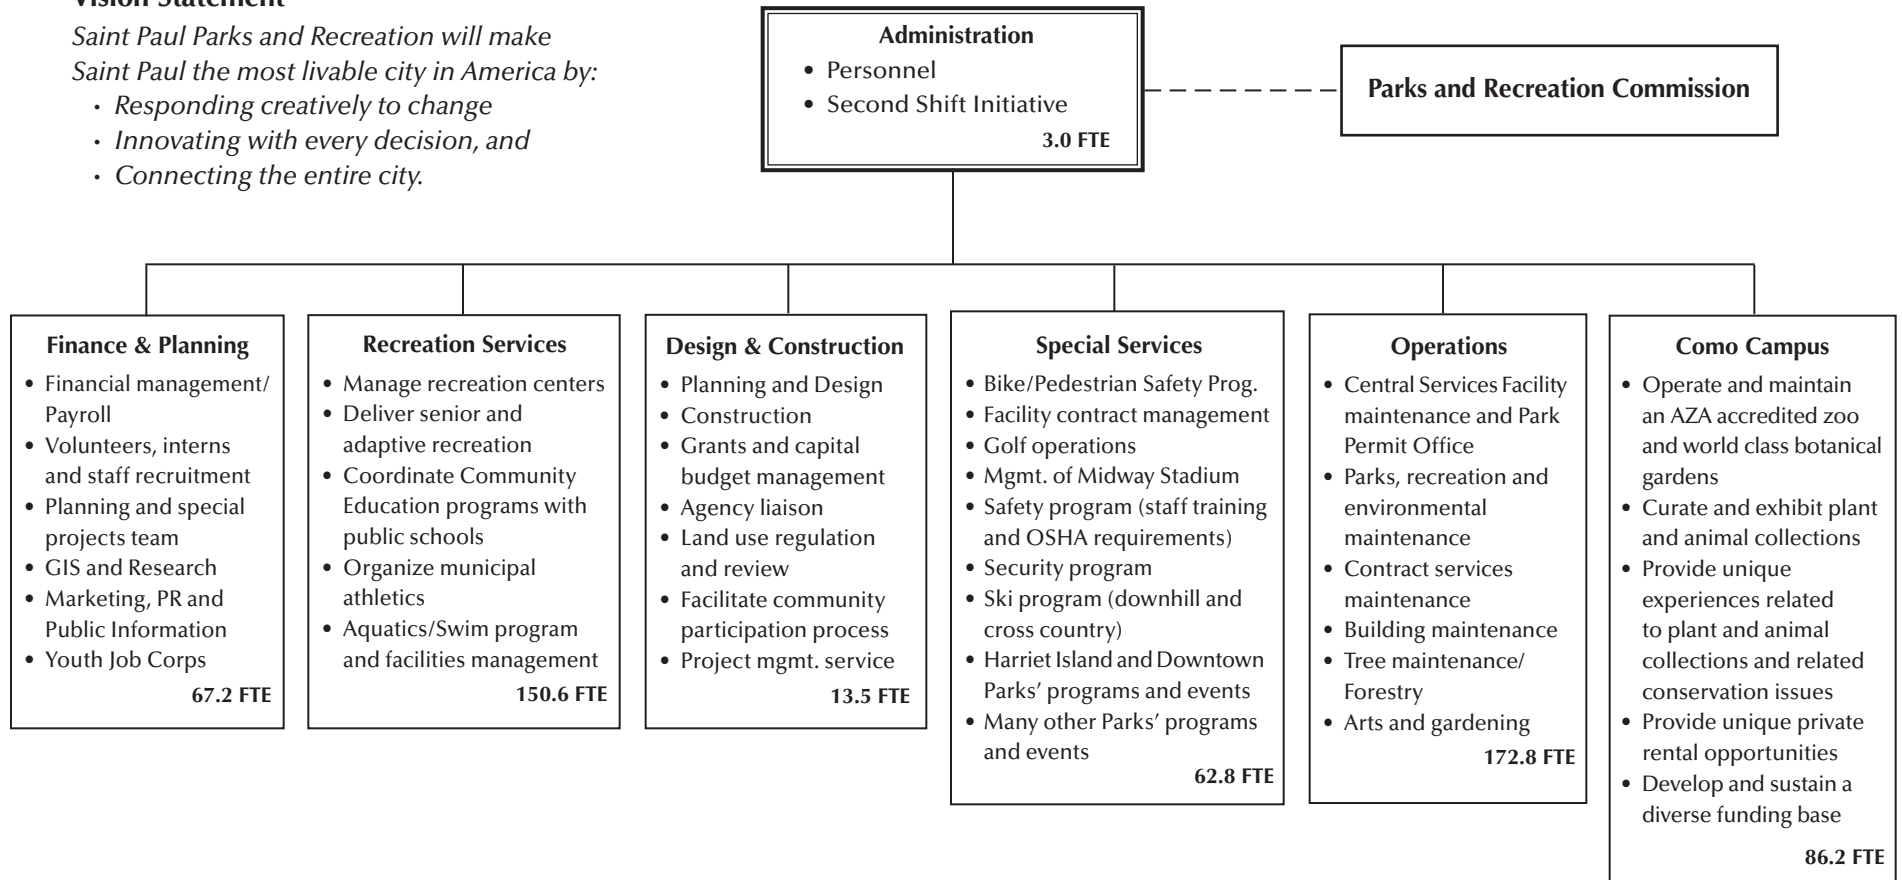 Vision Statement
Saint Paul Parks and Recreation will make
Saint Paul the most livable city in America by:
· Responding creatively to change
· Innovating with every decision, and
· Connecting the entire city.
Administration
• Personnel
• Second Shift Initiative
3.0 FTE
Parks and Recreation Commission
Finance & Planning
• Financial management/
Payroll
• Volunteers, interns
and staff recruitment
• Planning and special
projects team
• GIS and Research
• Marketing, PR and
Public Information
• Youth Job Corps
67.2 FTE
Recreation Services
• Manage recreation centers
• Deliver senior and
adaptive recreation
• Coordinate Community
Education programs with
public schools
• Organize municipal
athletics
• Aquatics/Swim program
and facilities management
150.6 FTE
Design & Construction
• Planning and Design
• Construction
• Grants and capital
budget management
• Agency liaison
• Land use regulation
and review
• Facilitate community
participation process
• Project mgmt. service
13.5 FTE
Special Services
• Bike/Pedestrian Safety Prog.
• Facility contract management
• Golf operations
• Mgmt. of Midway Stadium
• Safety program (staff training
and OSHA requirements)
• Security program
• Ski program (downhill and
cross country)
• Harriet Island and Downtown
Parks’ programs and events
• Many other Parks’ programs
and events
62.8 FTE
Operations
• Central Services Facility
maintenance and Park
Permit Office
• Parks, recreation and
environmental
maintenance
• Contract services
maintenance
• Building maintenance
• Tree maintenance/
Forestry
• Arts and gardening
172.8 FTE
Como Campus
• Operate and maintain
an AZA accredited zoo
and world class botanical
gardens
• Curate and exhibit plant
and animal collections
• Provide unique
experiences related
to plant and animal
collections and related
conservation issues
• Provide unique private
rental opportunities
• Develop and sustain a
diverse funding base
86.2 FTE